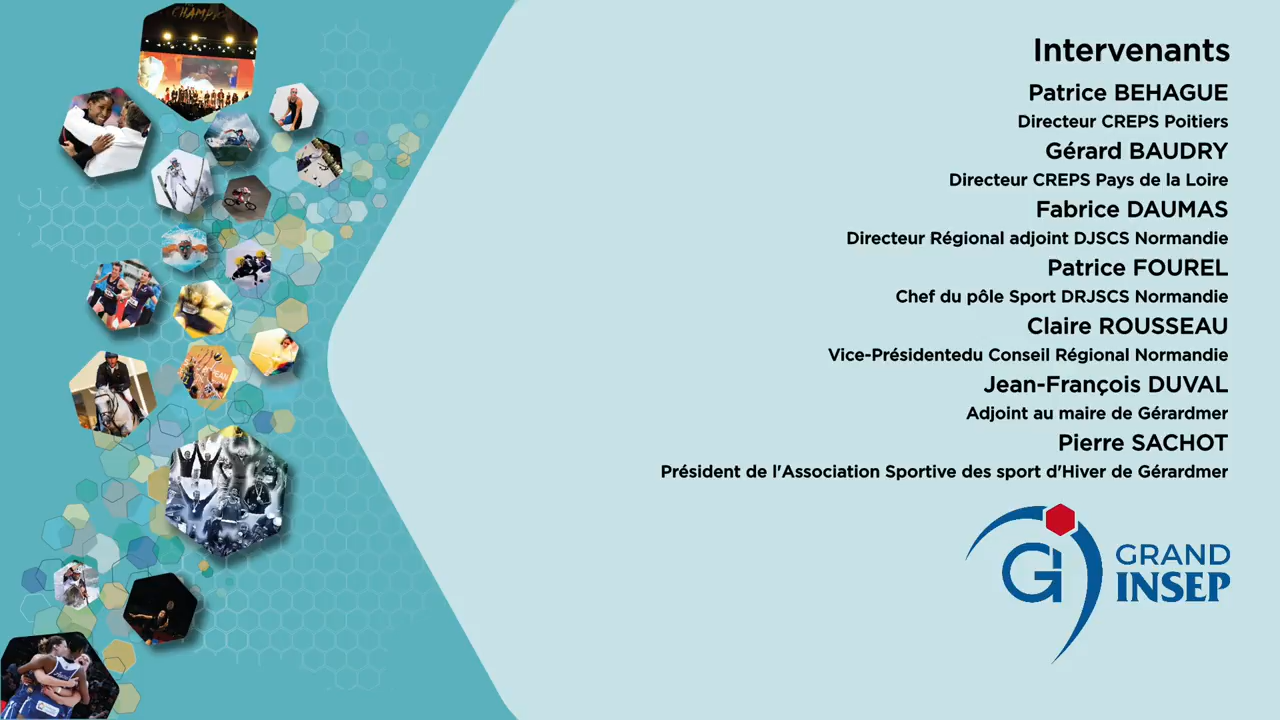 CHAMP
Intervenants
Patrice BEHAGUE
Directeur CREPS Poitiers
Gérard BAUDRY
Directeur CREPS Pays de la Loire
Fabrice DAUMAS
Directeur Régional adjoint DJSCS Normandie
Patrice FOUREL
Chef du pôle Sport DRJSCS Normandie
Claire ROUSSEAU
Vice-Présidentedu Conseil Régional Normandie
Jean-François DUVAL
Adjoint au maire de Gérardmer
Pierre SACHOT
Président de l'Association Sportive des sport d'Hiver de Gérardmer
GRAND
INSEP